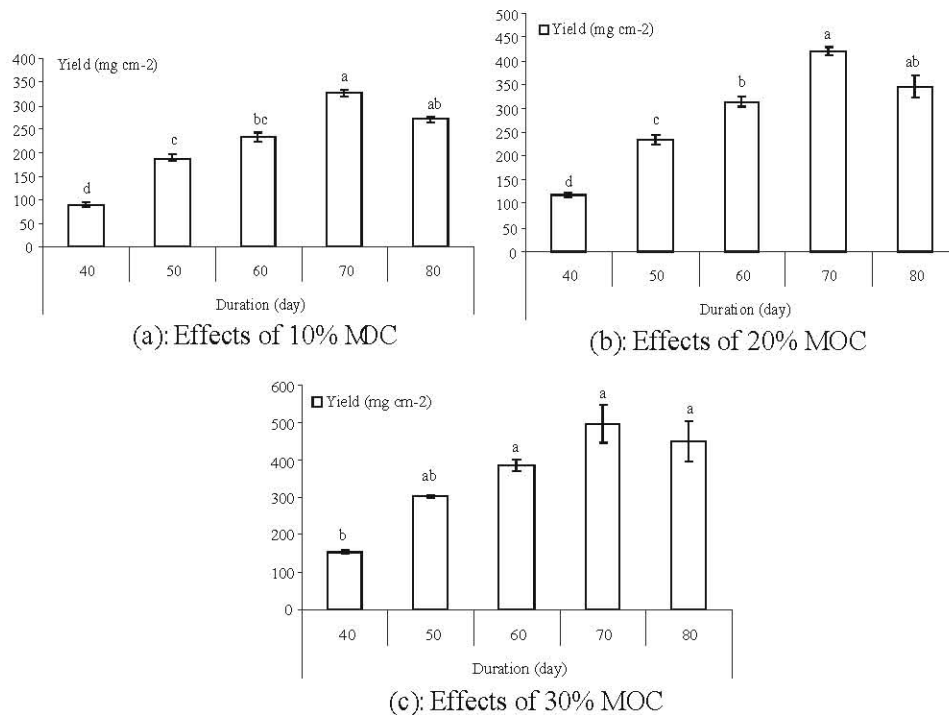 Yield (mg cm-2)
400
350
300
250
200
150
100
50
0
d
c
bc
a
ab
40 50 60 70 80
Duration (day)
(a): Effects of 10% MOC
Yield (mg cm-2)
500
450
400
350
300
250
200
150
100
50
0
d
c
b
a
ab
40 50 60 70 80
Duration (day)
(b): Effects of 20% MOC
Yield (mg cm-2)
600
500
400
300
200
100
0
b
ab
a
a
a
40 50 60 70 80
Duration (day)
(c): Effects of 30% MOC